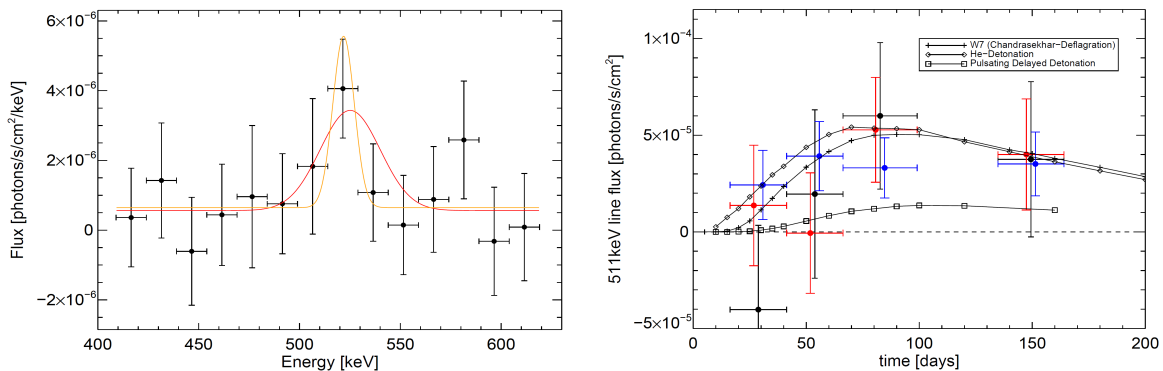 Flux [photons/s/cm²/keV]
6×10⁻⁶
4×10⁻⁶
2×10⁻⁶
0
−2×10⁻⁶
400 450 500 550 600
Energy [keV]
511keV line flux [photons/s/cm²]
1×10⁻⁴
5×10⁻⁵
0
−5×10⁻⁵
W7 (Chandrasekhar−Deflagration)
He−Detonation
Pulsating Delayed Detonation
0 50 100 150 200
time [days]